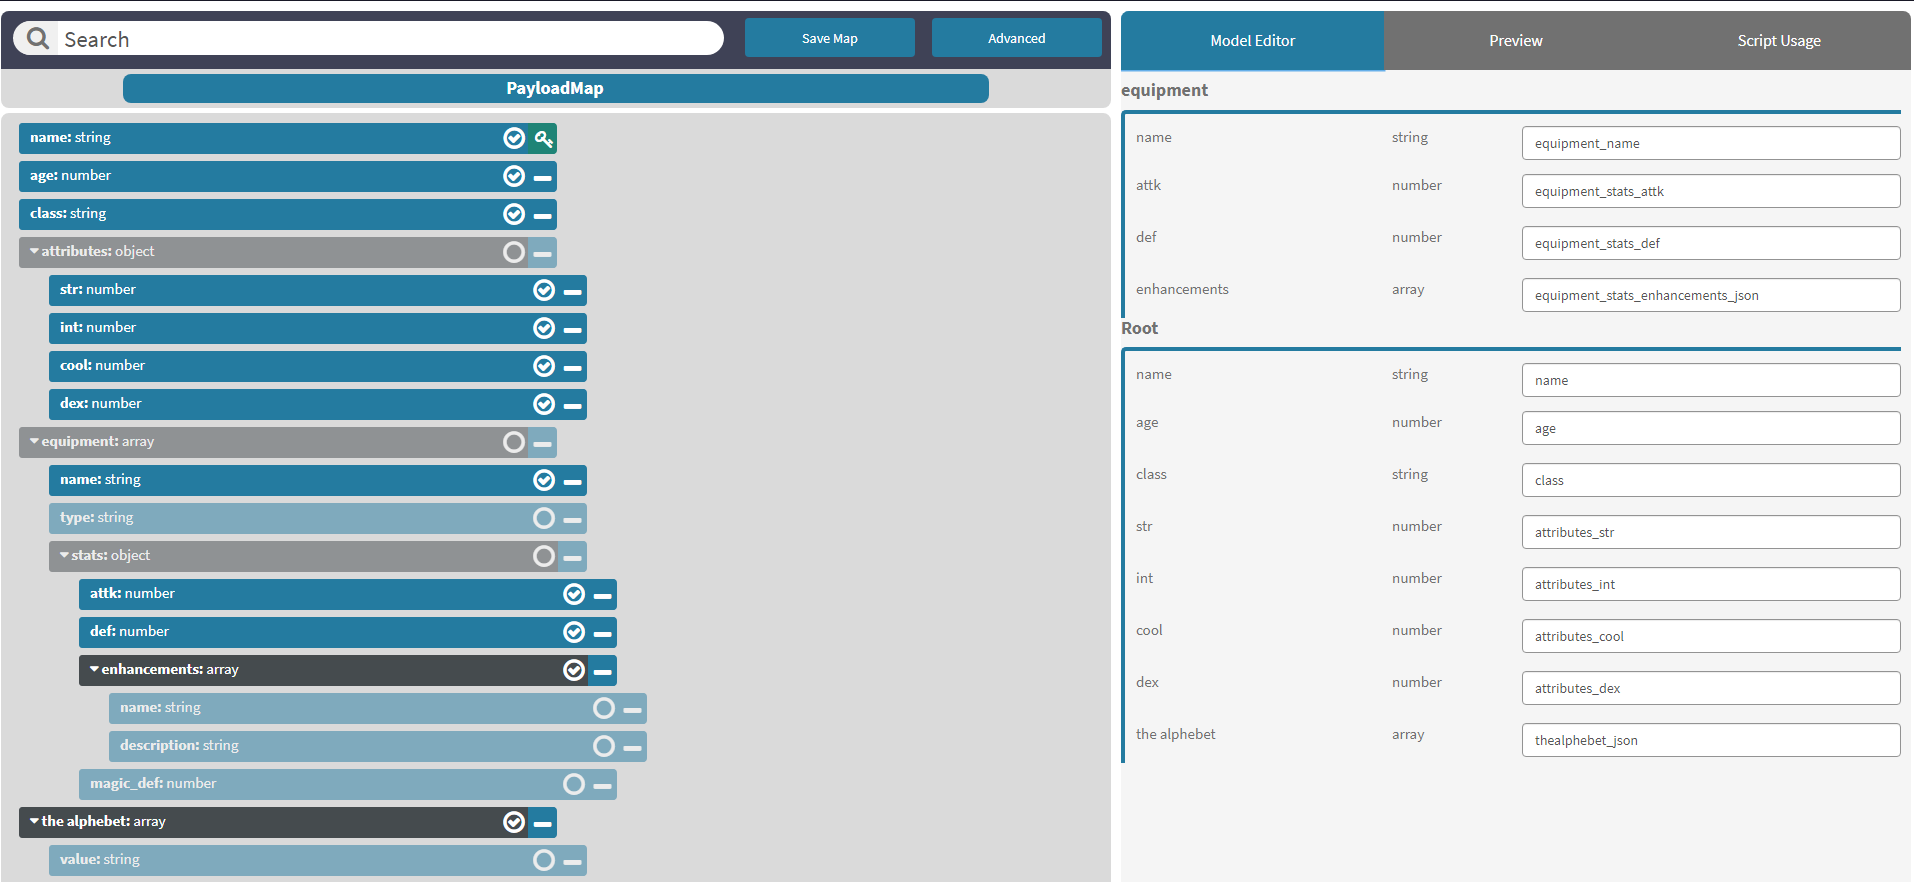 Search
Save Map
Advanced
PayloadMap
name: string
age: number
class: string
attributes: object
str: number
int: number
cool: number
dex: number
equipment: array
name: string
type: string
stats: object
attk: number
def: number
enhancements: array
name: string
description: string
magic_def: number
the alphebet: array
value: string
Model Editor
Preview
Script Usage
equipment
name string equipment_name
attk number equipment_stats_attk
def number equipment_stats_def
enhancements array equipment_stats_enhancements_json
Root
name string name
age number age
class string class
str number attributes_str
int number attributes_int
cool number attributes_cool
dex number attributes_dex
the alphebet array thealphebet_json